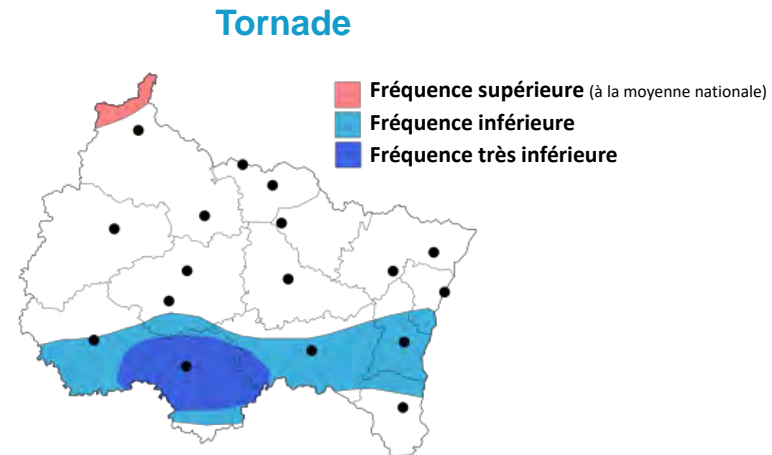 Tornade
Fréquence supérieure (à la moyenne nationale)
Fréquence inférieure
Fréquence très inférieure